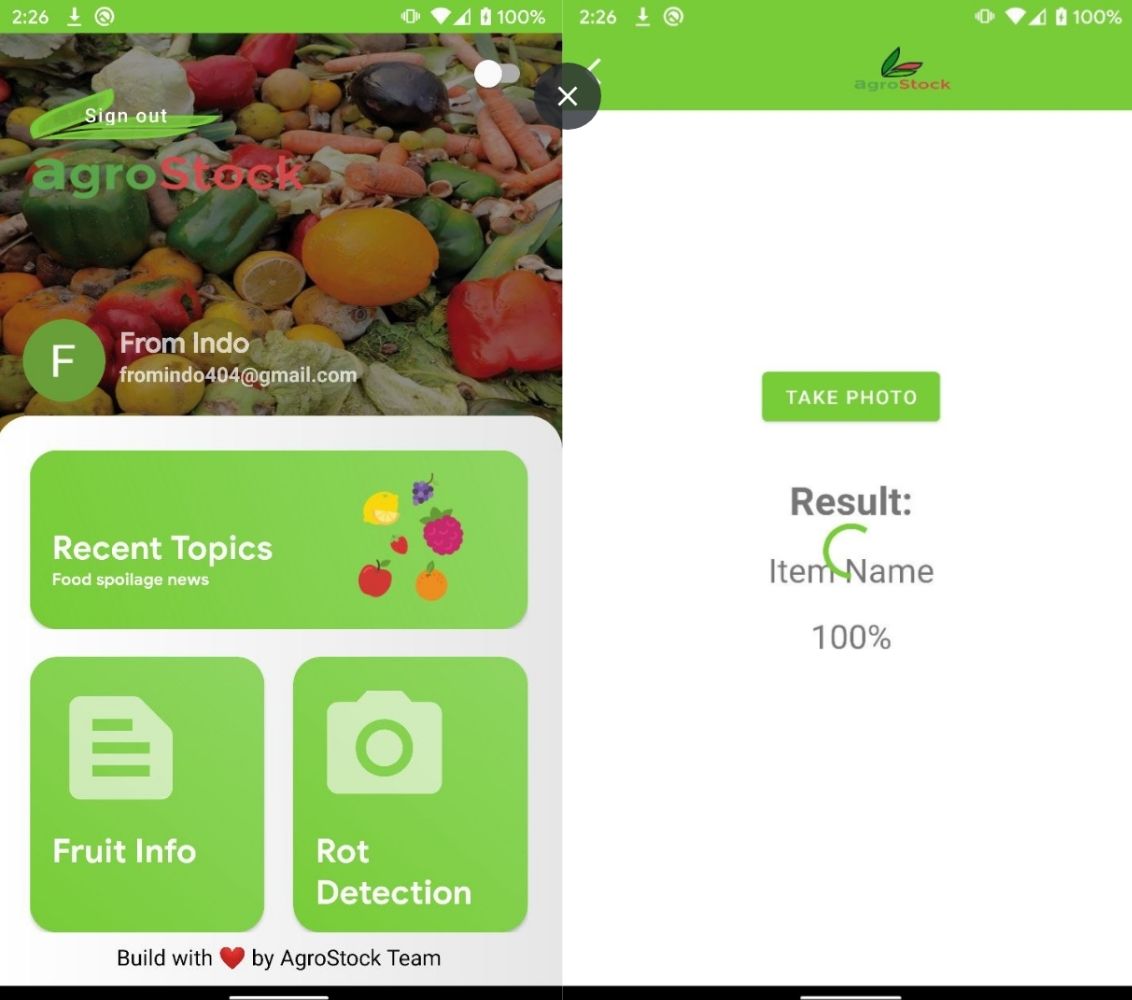 2:26
100%
Sign out
agroStock
F
From Indo
fromindo404@gmail.com
Recent Topics
Food spoilage news
Fruit Info
Rot
Detection
Build with ❤️ by AgroStock Team
2:26
100%
agroStock
TAKE PHOTO
Result:
Item Name
100%